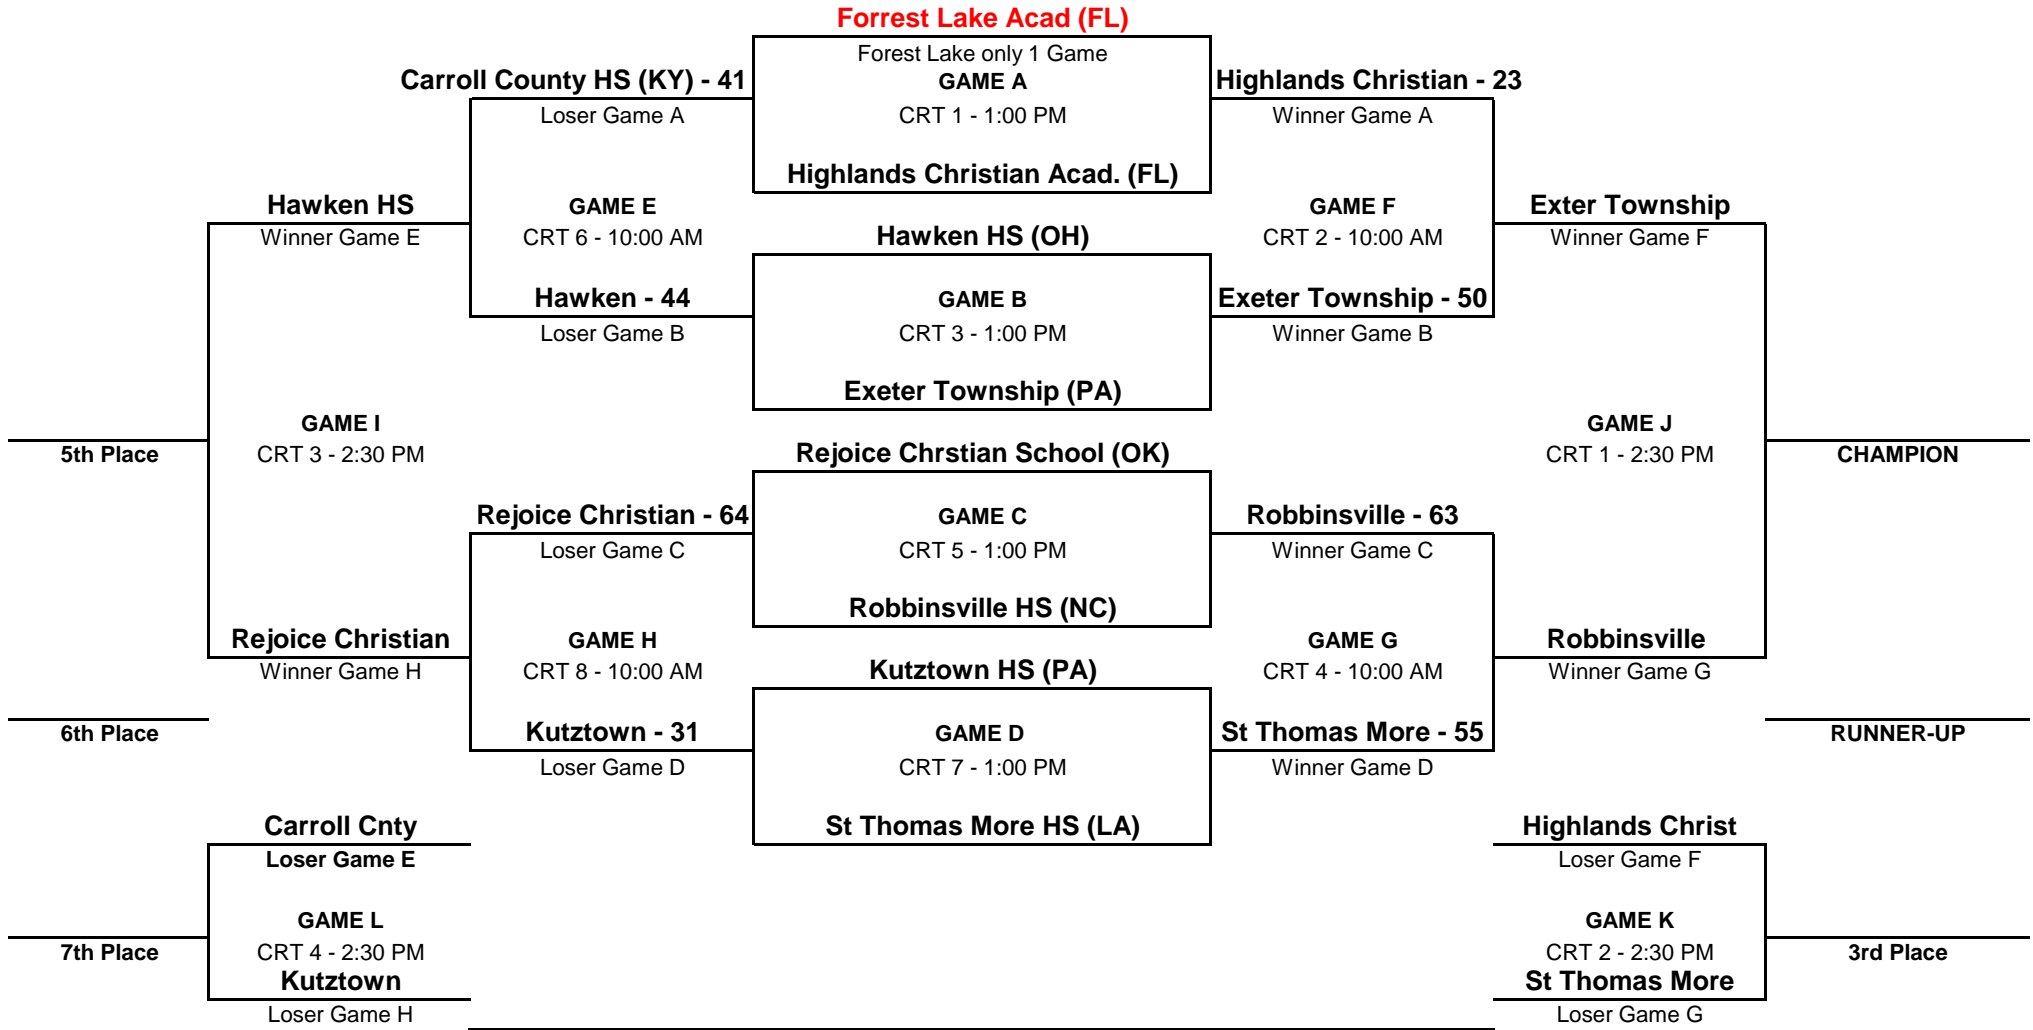 Forrest Lake Acad (FL)
Forest Lake only 1 Game
Carroll County HS (KY) - 41
GAME A
Highlands Christian - 23
Loser Game A
CRT 1 - 1:00 PM
Winner Game A
Highlands Christian Acad. (FL)
Hawken HS
GAME E
GAME F
Exter Township
Winner Game E
CRT 6 - 10:00 AM
Hawken HS (OH)
CRT 2 - 10:00 AM
Winner Game F
Hawken - 44
GAME B
Exeter Township - 50
Loser Game B
CRT 3 - 1:00 PM
Winner Game B
Exeter Township (PA)
GAME I
GAME J
5th Place
CRT 3 - 2:30 PM
Rejoice Chrstian School (OK)
CRT 1 - 2:30 PM
CHAMPION
Rejoice Christian - 64
GAME C
Robbinsville - 63
Loser Game C
CRT 5 - 1:00 PM
Winner Game C
Robbinsville HS (NC)
Rejoice Christian
GAME H
GAME G
Robbinsville
Winner Game H
CRT 8 - 10:00 AM
Kutztown HS (PA)
CRT 4 - 10:00 AM
Winner Game G
6th Place
Kutztown - 31
GAME D
St Thomas More - 55
RUNNER-UP
Loser Game D
CRT 7 - 1:00 PM
Winner Game D
Carroll Cnty
St Thomas More HS (LA)
Highlands Christ
Loser Game E
Loser Game F
GAME L
GAME K
7th Place
CRT 4 - 2:30 PM
CRT 2 - 2:30 PM
3rd Place
Kutztown
St Thomas More
Loser Game H
Loser Game G